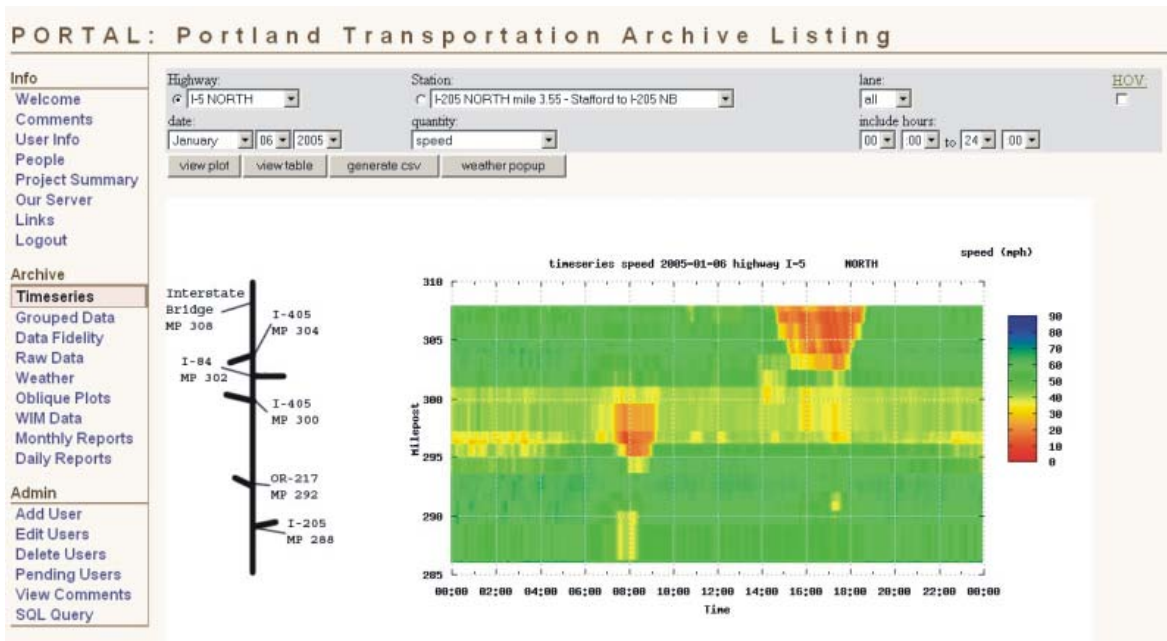 PORTAL: Portland Transportation Archive Listing
Info
Welcome
Comments
User Info
People
Project Summary
Our Server
Links
Logout
Archive
Timeseries
Grouped Data
Data Fidelity
Raw Data
Weather
Oblique Plots
WIM Data
Monthly Reports
Daily Reports
Admin
Add User
Edit Users
Delete Users
Pending Users
View Comments
SQL Query
Highway: Station: lane: HOV:
I-5 NORTH I-205 NORTH mile 3.55 - Stafford to I-205 NB all
date: quantity: include hours:
January 06 2005 speed 00 :00 to 24 :00
view plot view table generate csv weather popup
Interstate
Bridge
MP 308
I-405
MP 304
I-84
MP 302
I-405
MP 300
OR-217
MP 292
I-205
MP 288
timeseries speed 2005-01-06 highway I-5 NORTH
speed (mph)
310
305
300
295
290
285
Milepost
00:00 02:00 04:00 06:00 08:00 10:00 12:00 14:00 16:00 18:00 20:00 22:00 00:00
Time
90
80
70
60
50
40
30
20
10
0